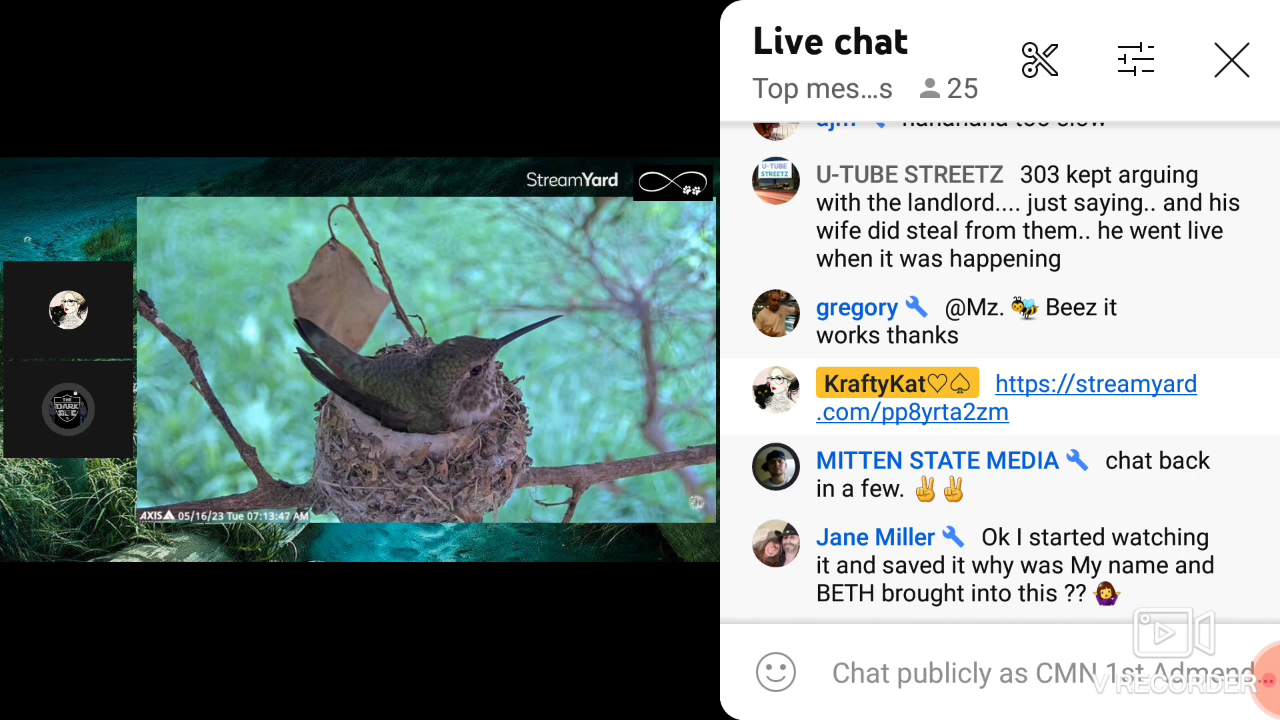 Live chat
Top mes...s 25
StreamYard
U-TUBE STREETZ 303 kept arguing
with the landlord.... just saying.. and his
wife did steal from them.. he went live
when it was happening
gregory @Mz. 🐝 Beez it
works thanks
KraftyKat♡♤ https://streamyard
.com/pp8yrta2zm
MITTEN STATE MEDIA chat back
in a few. ✌✌
Jane Miller Ok I started watching
it and saved it why was My name and
BETH brought into this ?? 🤷‍♀️
THE
DARK
SIDE
AXIS 05/16/23 Tue 07:13:47 AM
Chat publicly as CMN 1st Admend...
V RECORDER